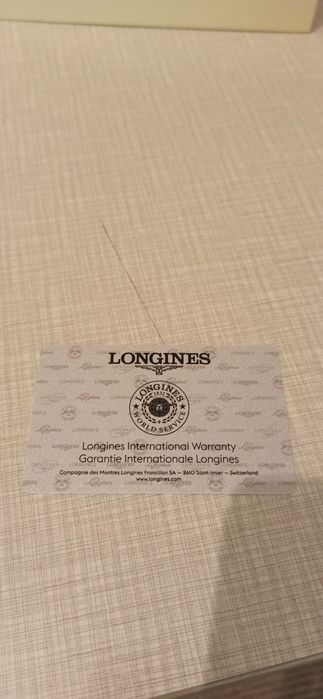 LONGINES
LONGINES
1832
WORLD SERVICE
Longines International Warranty
Garantie Internationale Longines
Compagnie des Montres Longines Francillon SA — 2610 Saint-Imier — Switzerland
www.longines.com